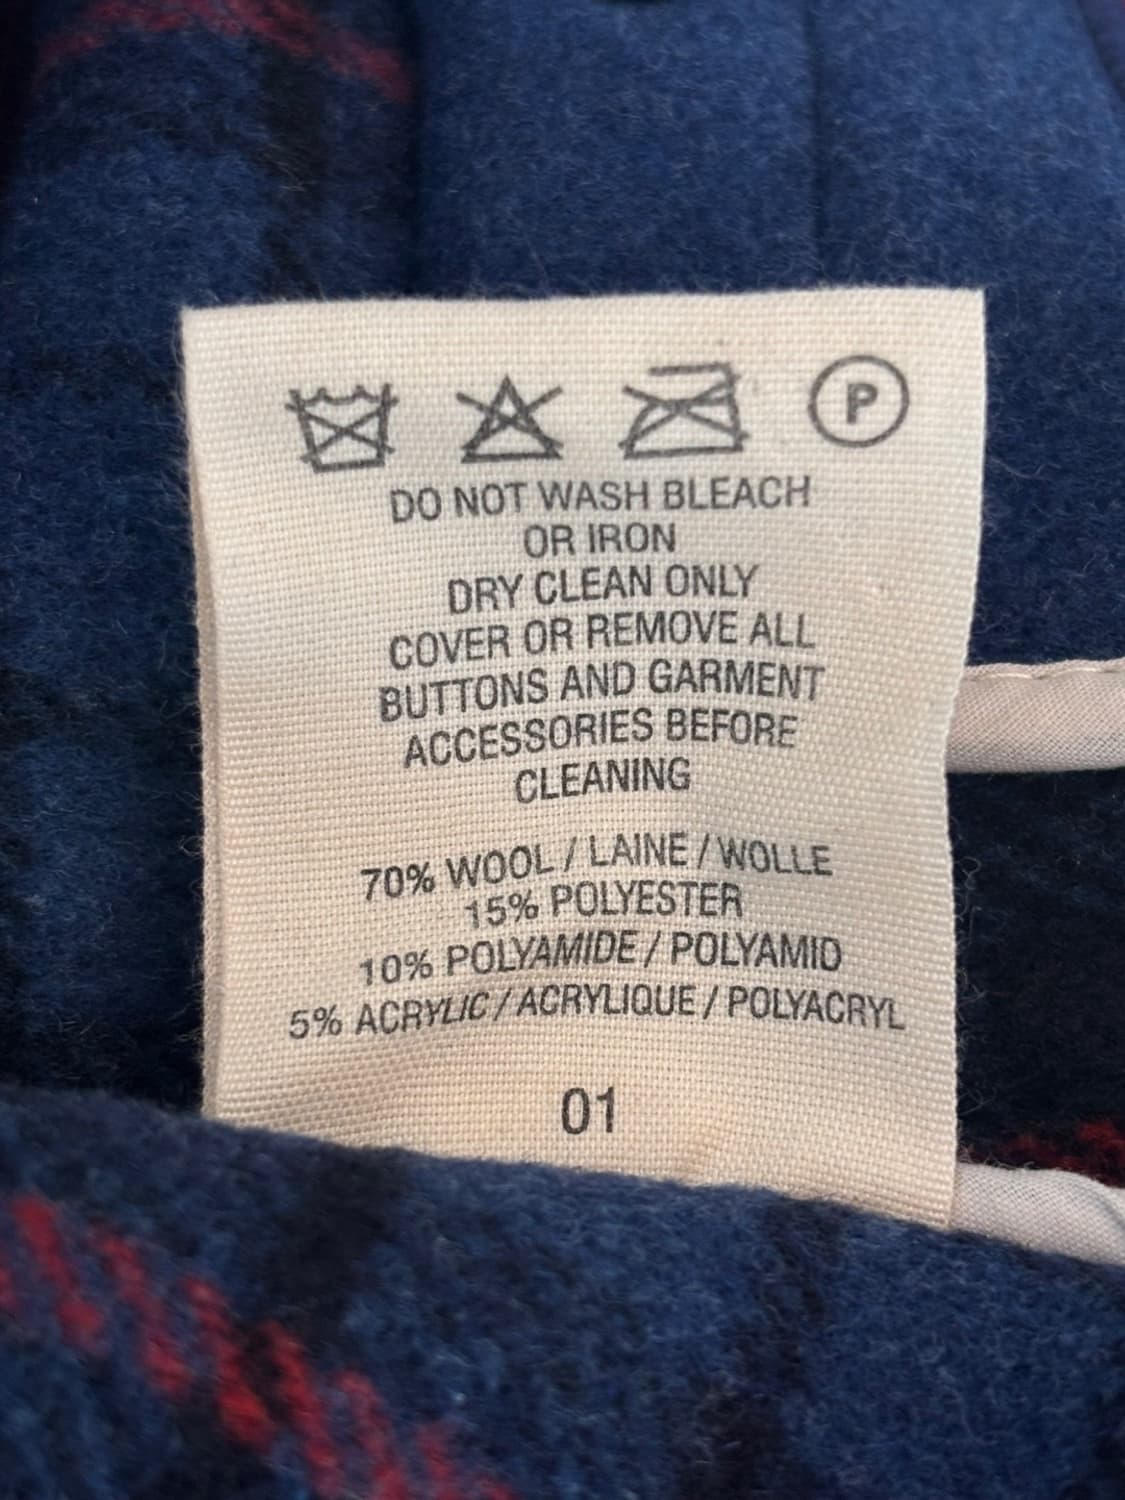 P
DO NOT WASH BLEACH
OR IRON
DRY CLEAN ONLY
COVER OR REMOVE ALL
BUTTONS AND GARMENT
ACCESSORIES BEFORE
CLEANING
70% WOOL / LAINE / WOLLE
15% POLYESTER
10% POLYAMIDE / POLYAMID
5% ACRYLIC / ACRYLIQUE / POLYACRYL
01